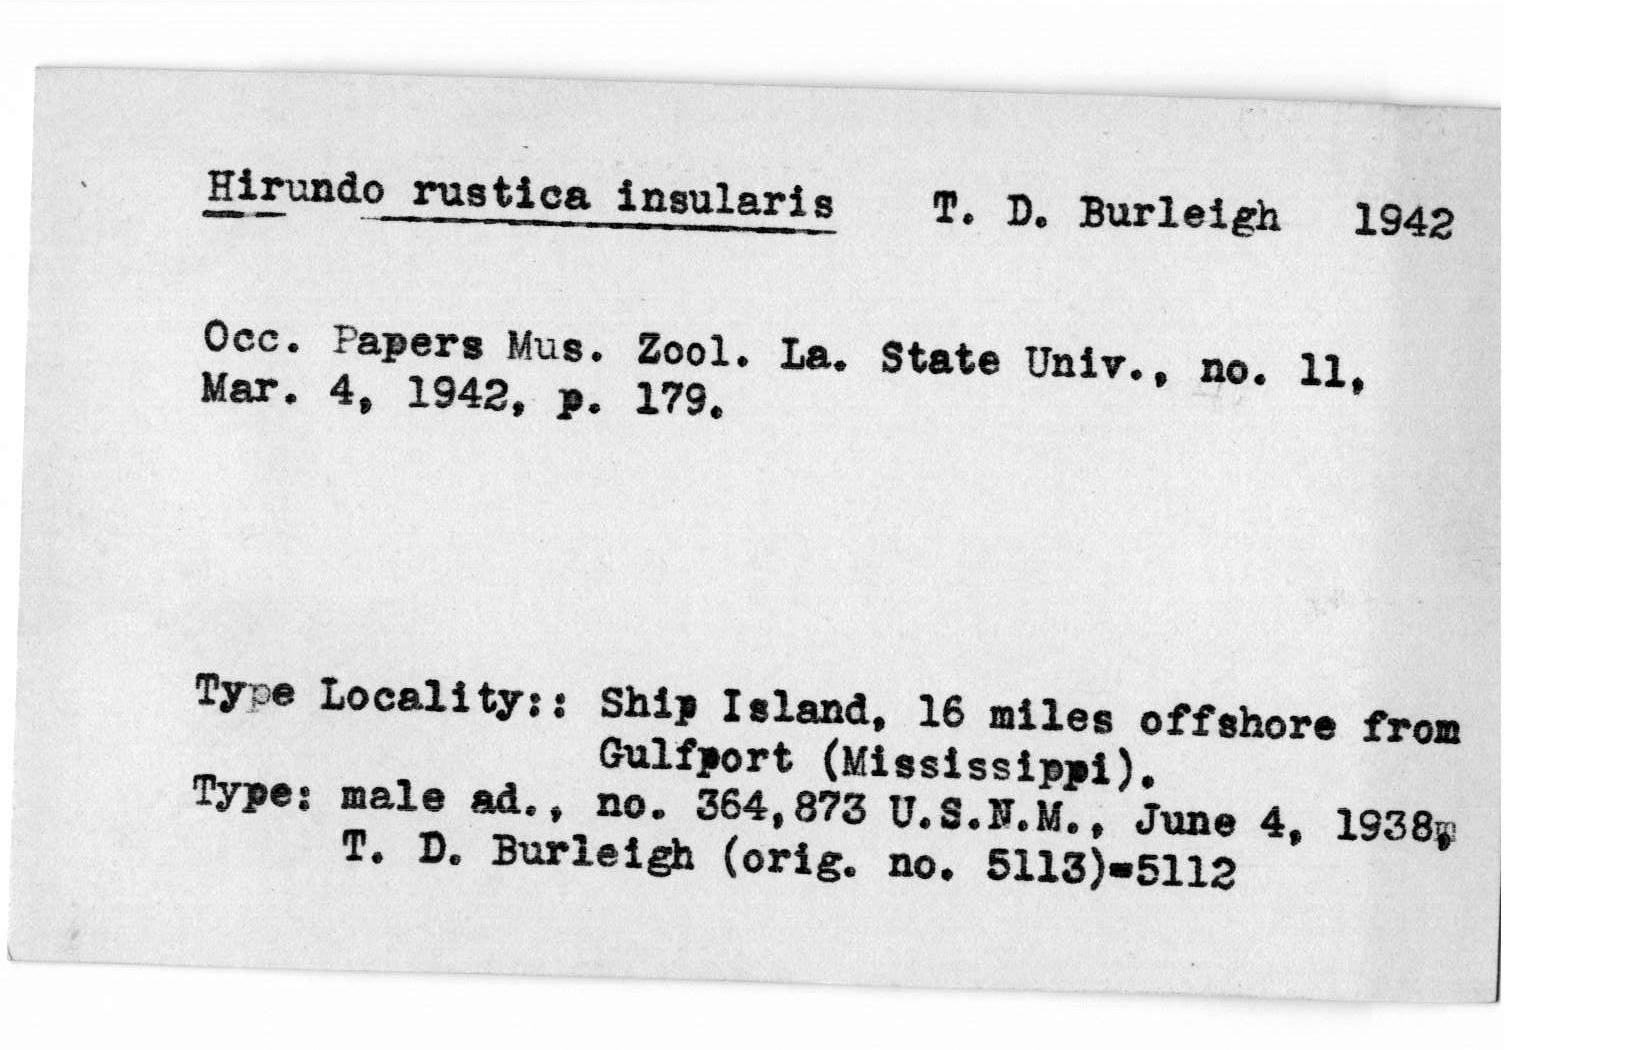 Hirundo rustica insularis T. D. Burleigh 1942
Occ. Papers Mus. Zool. La. State Univ., no. 11,
Mar. 4, 1942, p. 179.
Type Locality:: Ship Island, 16 miles offshore from
Gulfport (Mississippi).
Type: male ad., no. 364,873 U.S.N.M., June 4, 1938,
T. D. Burleigh (orig. no. 5113)=5112